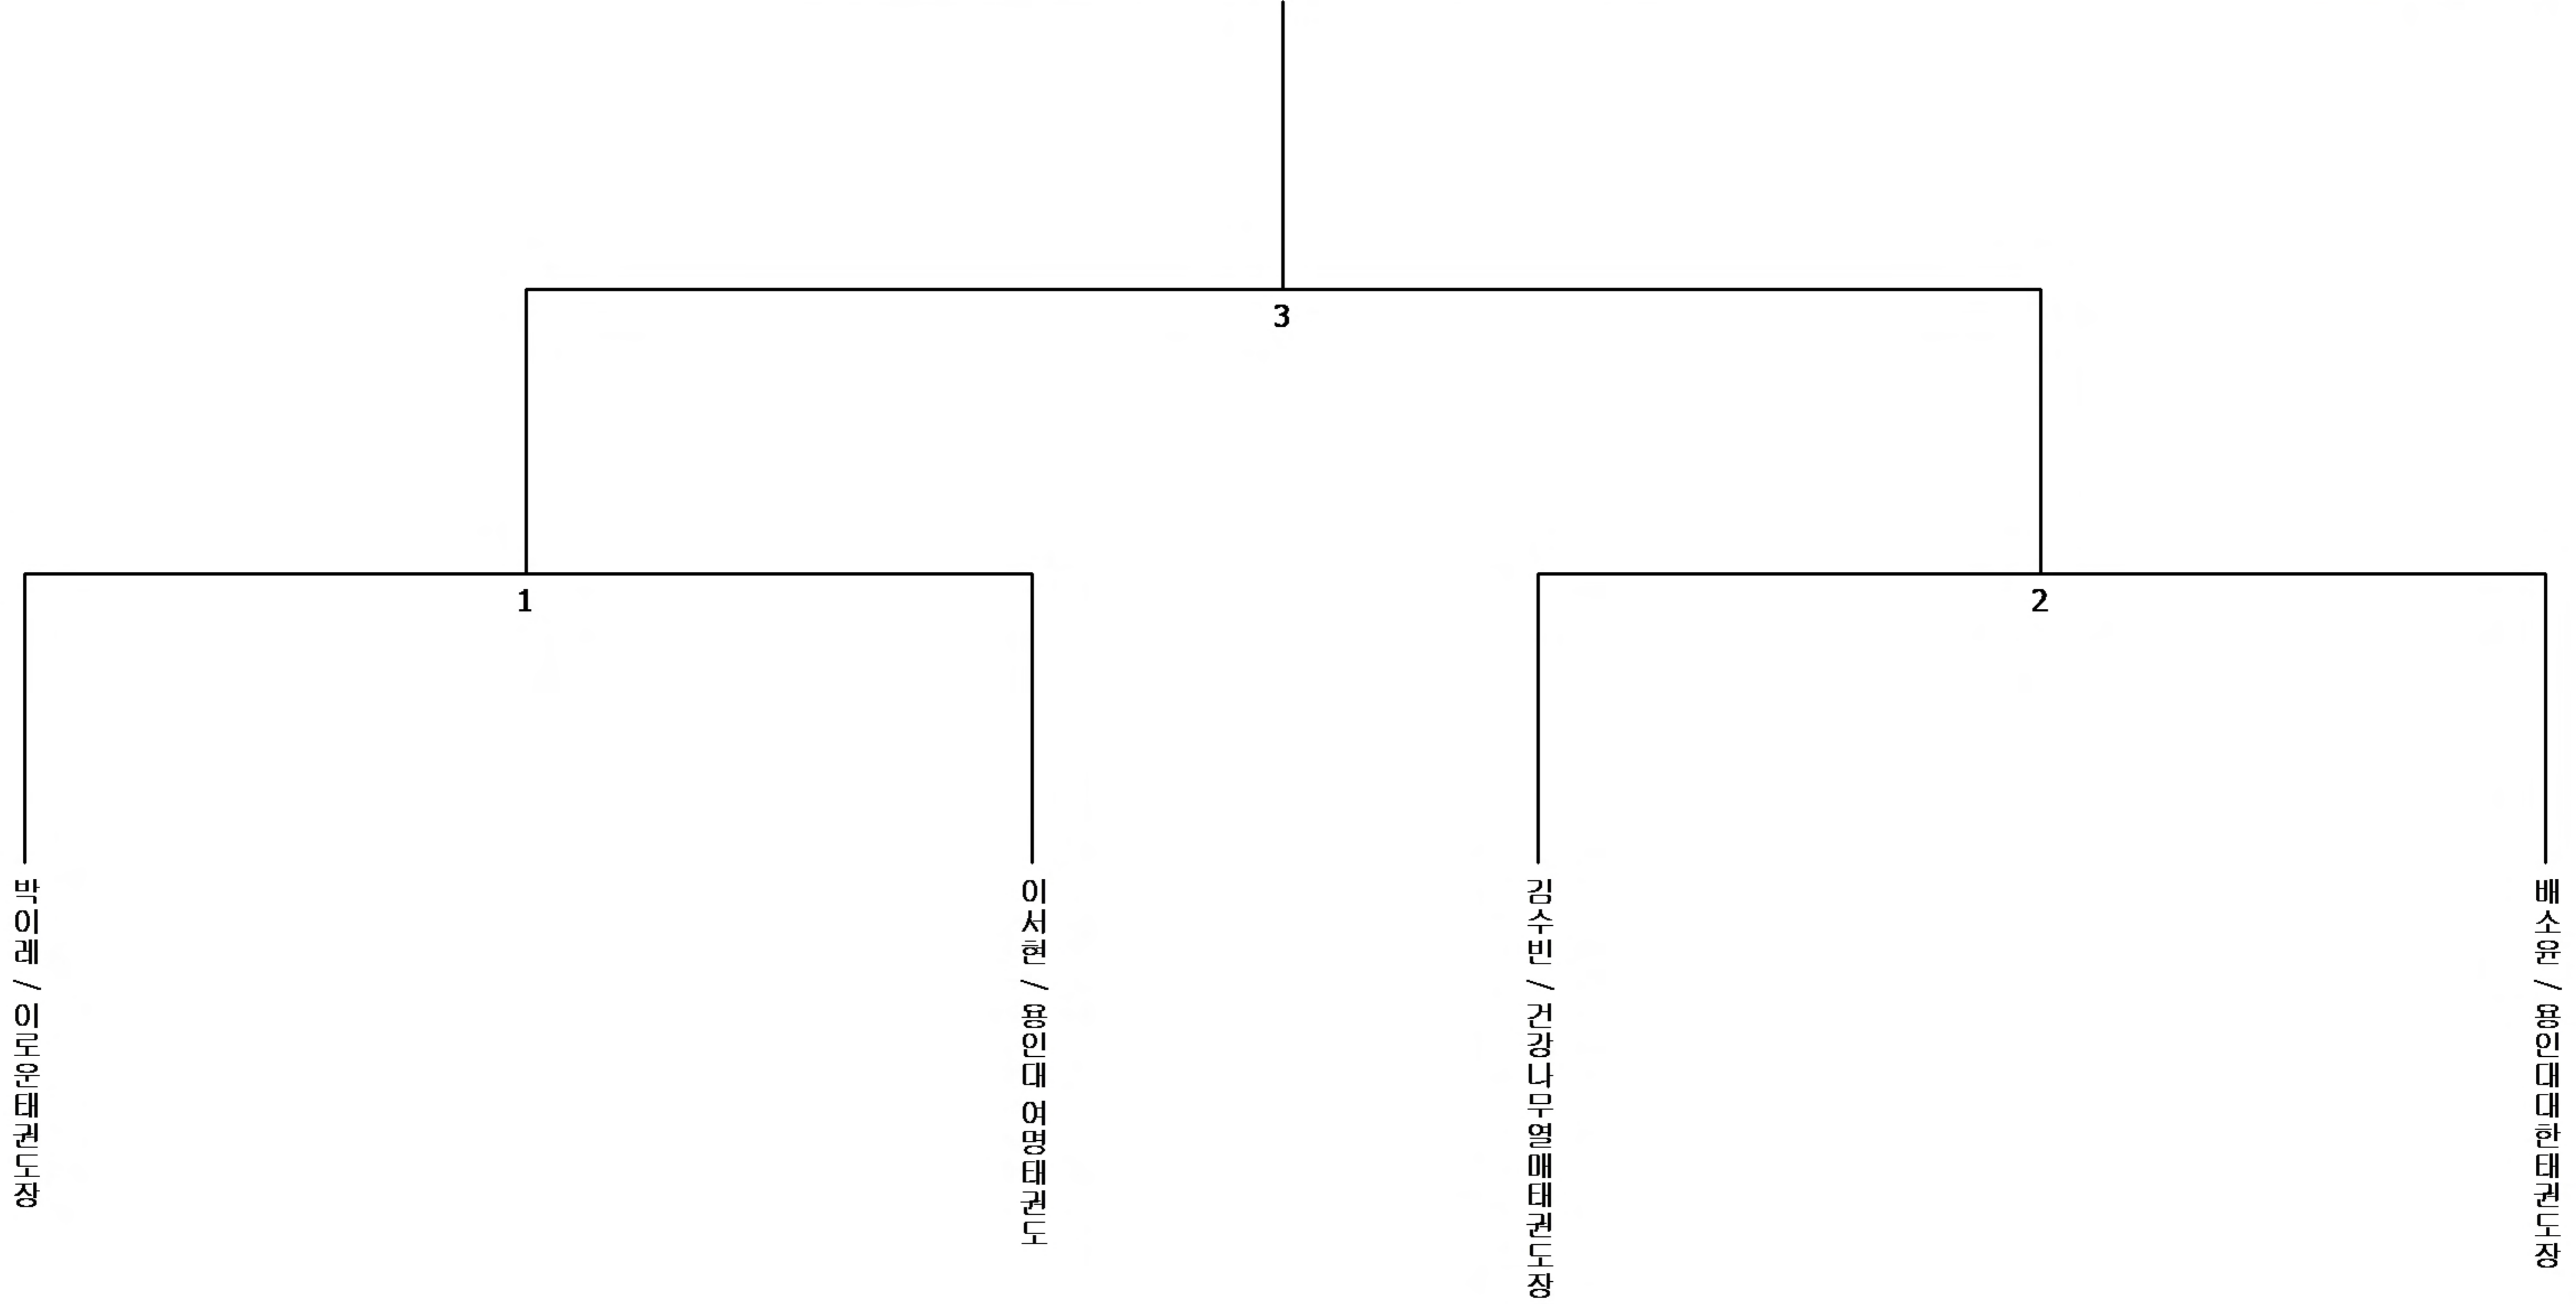 3
1
2
박이레 / 이로운태권도장
이서현 / 용인대 여명태권도
김수빈 / 건강나무열매태권도장
배소윤 / 용인대대한태권도장